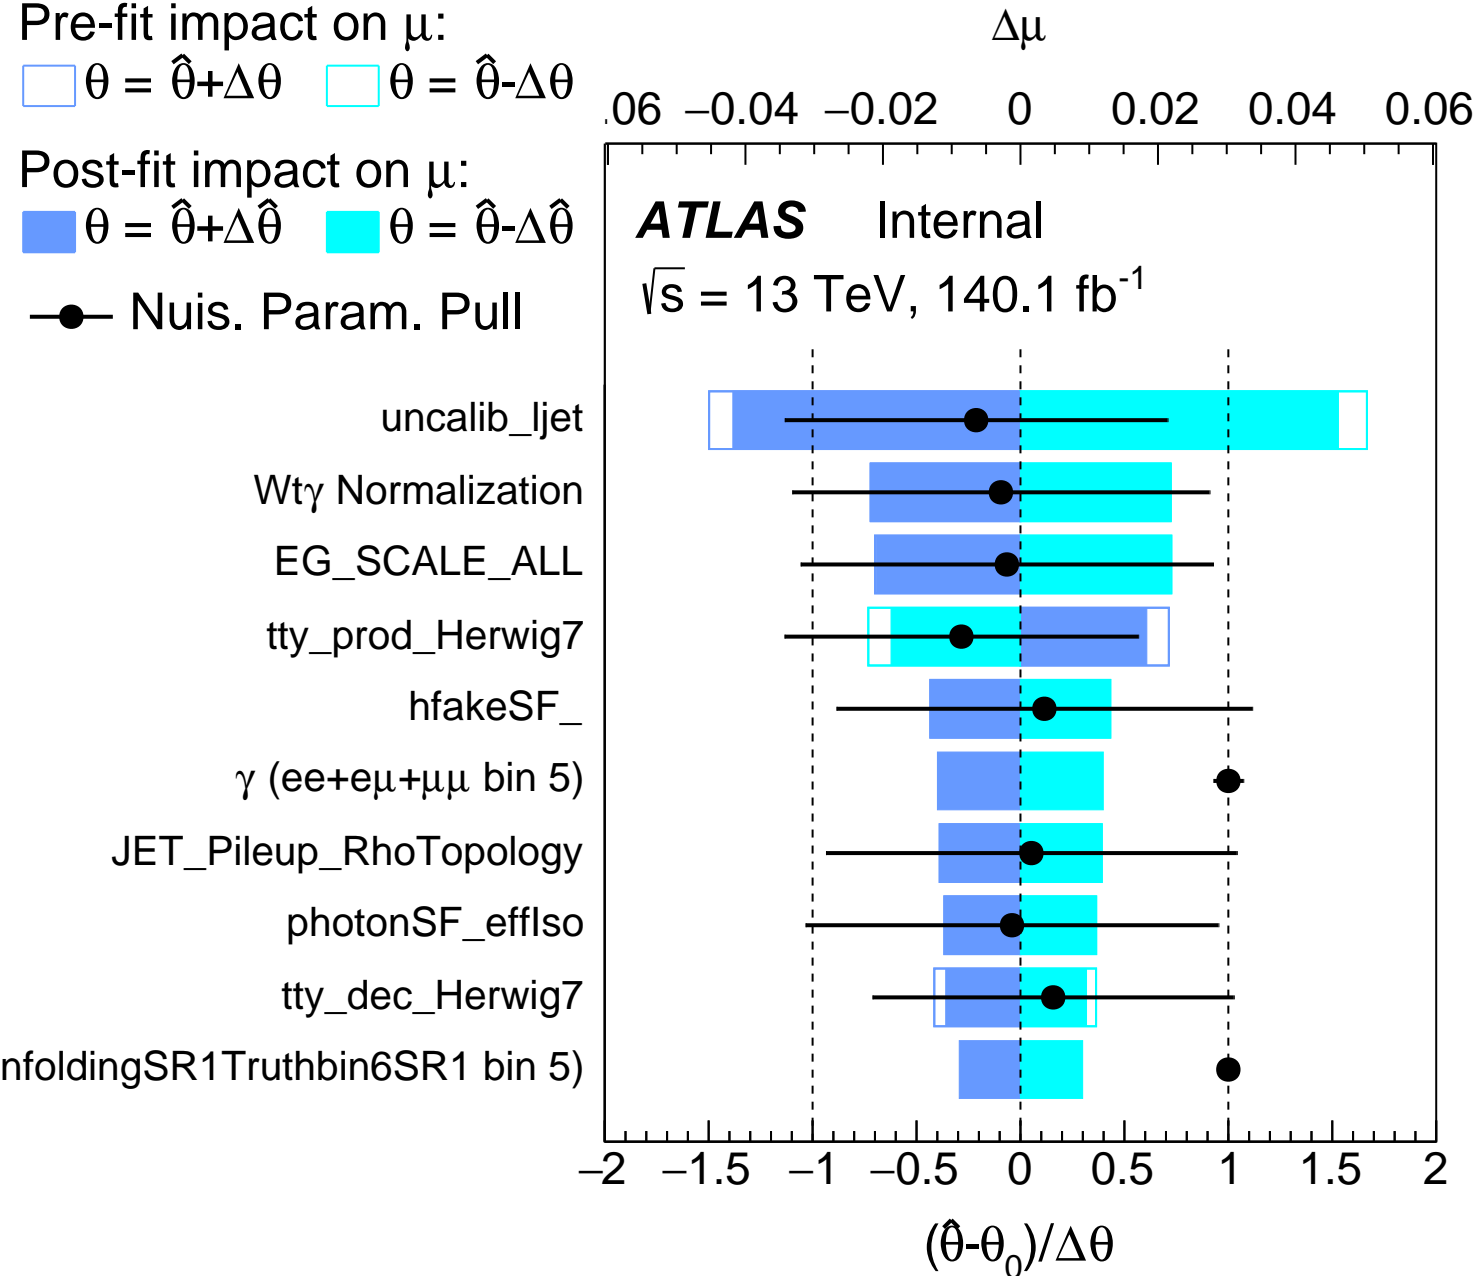 Pre-fit impact on μ:
θ = θ̂+Δθ θ = θ̂-Δθ
Post-fit impact on μ:
θ = θ̂+Δθ̂ θ = θ̂-Δθ̂
Nuis. Param. Pull
Δμ
.06 −0.04 −0.02 0 0.02 0.04 0.06
ATLAS Internal
√s = 13 TeV, 140.1 fb⁻¹
uncalib_ljet
Wtγ Normalization
EG_SCALE_ALL
tty_prod_Herwig7
hfakeSF_
γ (ee+eμ+μμ bin 5)
JET_Pileup_RhoTopology
photonSF_effIso
tty_dec_Herwig7
nfoldingSR1Truthbin6SR1 bin 5)
−2 −1.5 −1 −0.5 0 0.5 1 1.5 2
(θ̂-θ₀)/Δθ